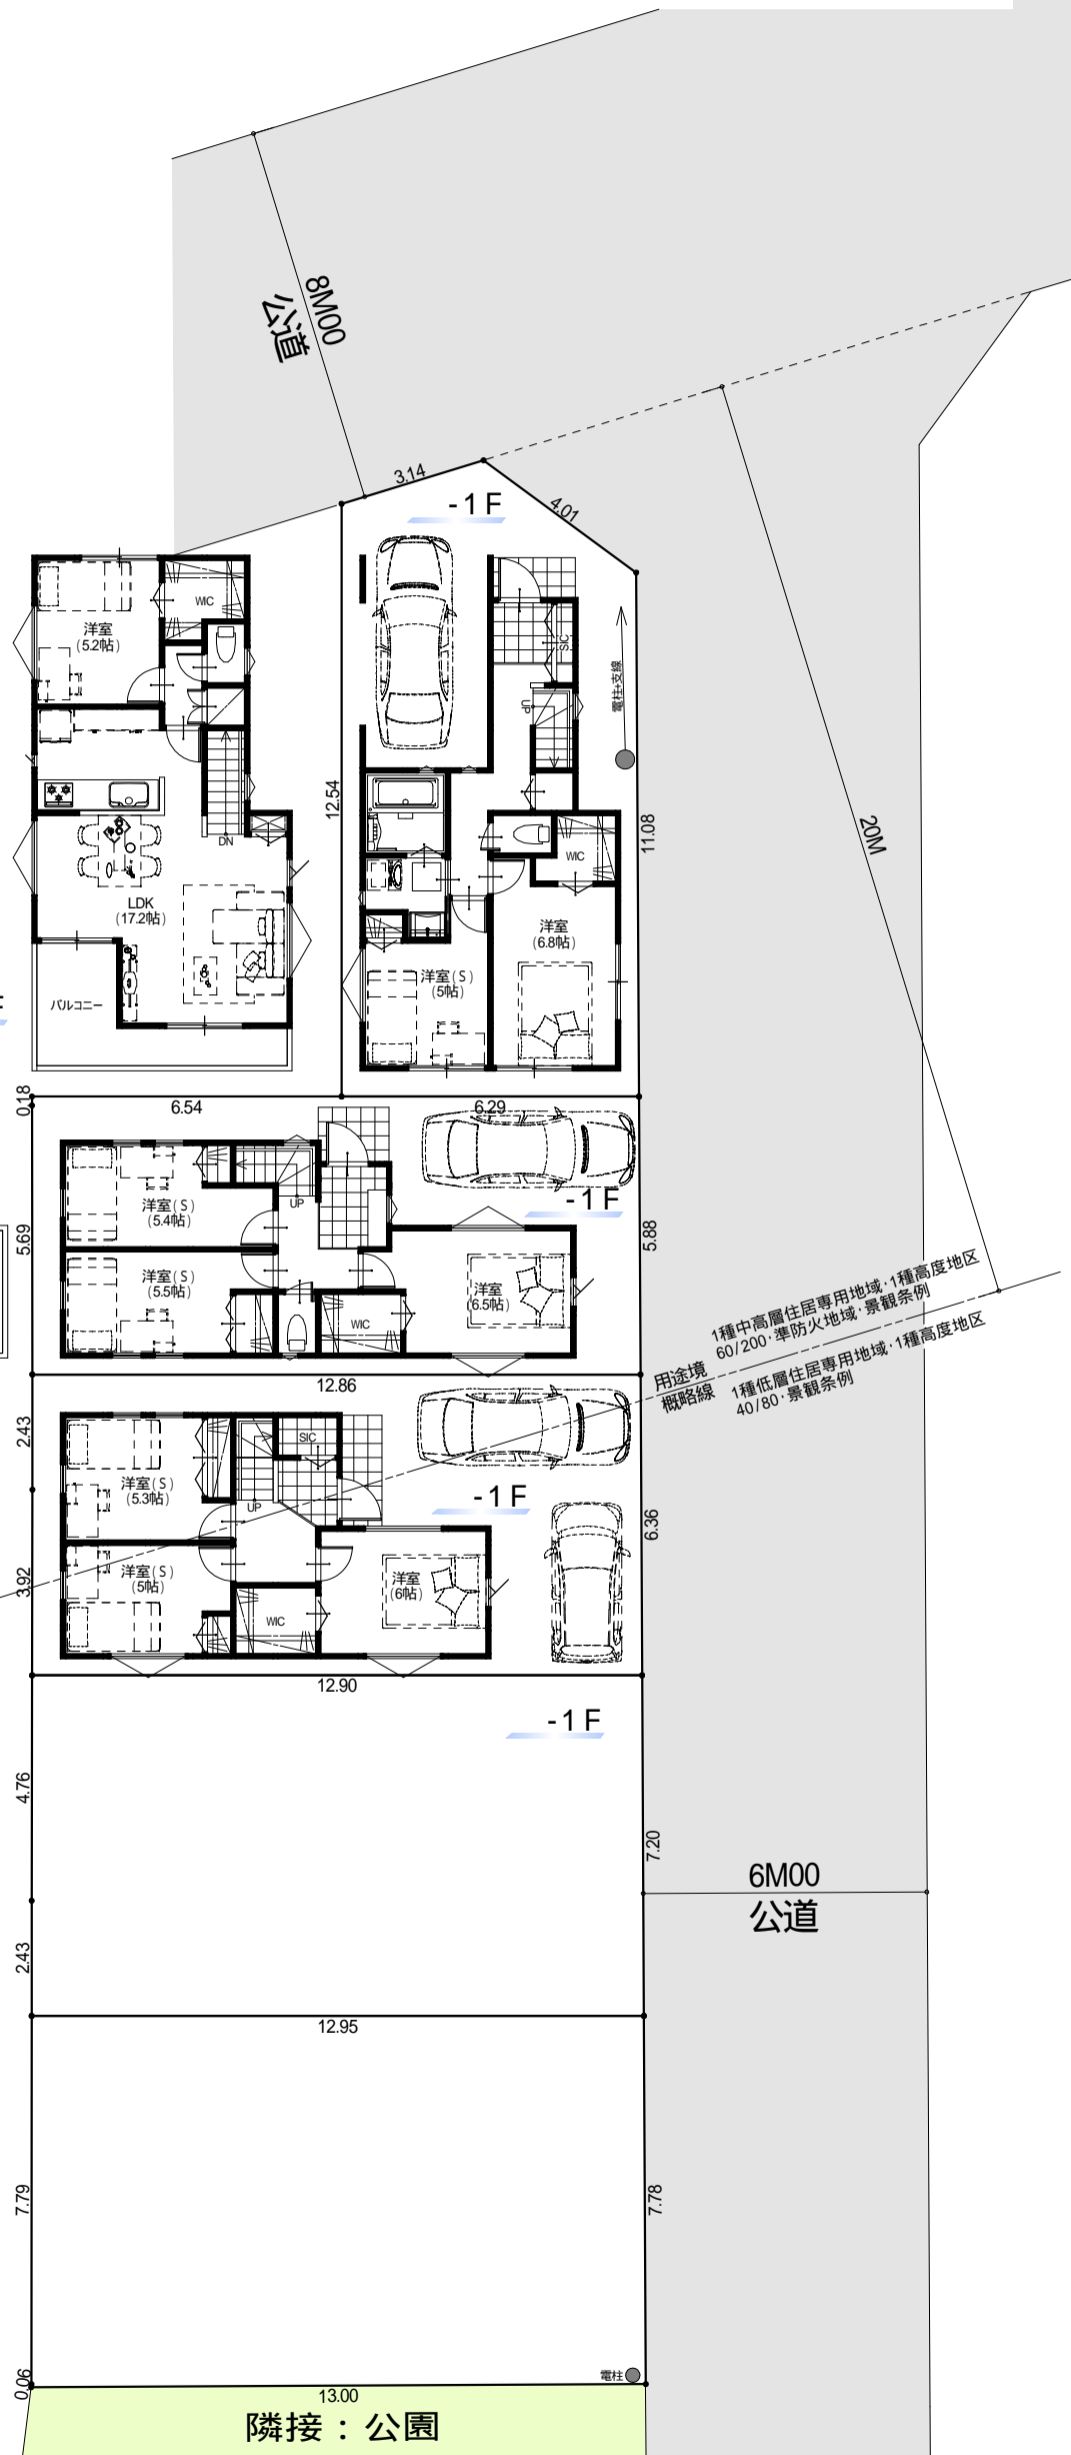 8M00
公道
3.14
4.01
-1F
WIC
洋室
(5.2帖)
SIC
UP
電柱+支線
12.54
11.08
20M
DN
LDK
(17.2帖)
バルコニー
WIC
洋室
(6.8帖)
洋室(S)
(5帖)
0.18
6.54
6.29
-1F
洋室(S)
(5.4帖)
UP
5.69
5.88
洋室(S)
(5.5帖)
洋室
(6.5帖)
WIC
1種中高層住居専用地域・1種高度地区
60/200・準防火地域・景観条例
用途境
概略線
1種低層住居専用地域・1種高度地区
40/80・景観条例
12.86
2.43
SIC
洋室(S)
(5.3帖)
UP
-1F
6.36
3.92
洋室(S)
(5帖)
洋室
(6帖)
WIC
12.90
-1F
4.76
7.20
6M00
公道
2.43
12.95
7.79
7.78
電柱
0.06
13.00
隣接：公園